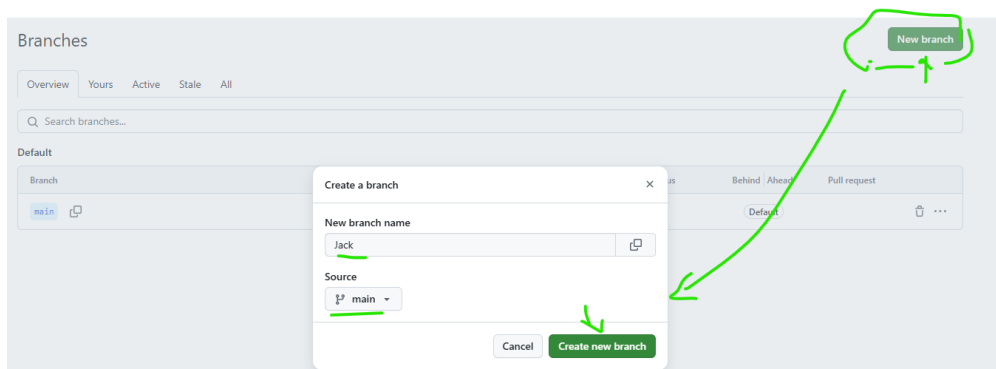 Branches
New branch
Overview Yours Active Stale All
Search branches...
Default
Branch Behind Ahead Pull request
main Default
Create a branch
New branch name
Jack
Source
main
Cancel Create new branch